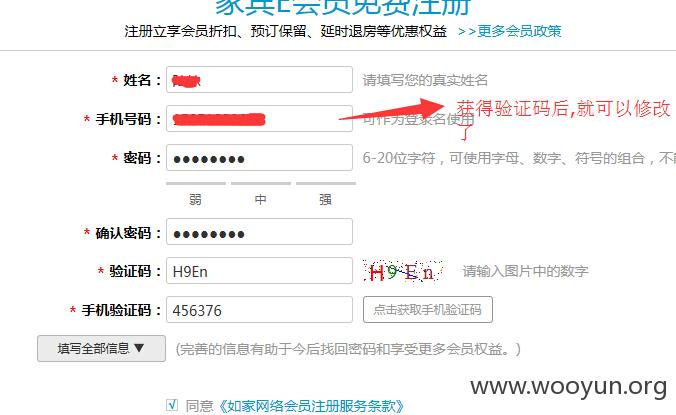 家宾E会员免费注册
注册立享会员折扣、预订保留、延时退房等优惠权益 >>更多会员政策
* 姓名： 请填写您的真实姓名
* 手机号码： 可作为登录名使用
获得验证码后,就可以修改
了
* 密码： ●●●●●●●● 6-20位字符，可使用字母、数字、符号的组合，不
弱 中 强
* 确认密码： ●●●●●●●●
* 验证码： H9En H9En 请输入图片中的数字
* 手机验证码： 456376 点击获取手机验证码
填写全部信息 ▼ (完善的信息有助于今后找回密码和享受更多会员权益。)
√ 同意《如家网络会员注册服务条款》
www.wooyun.org